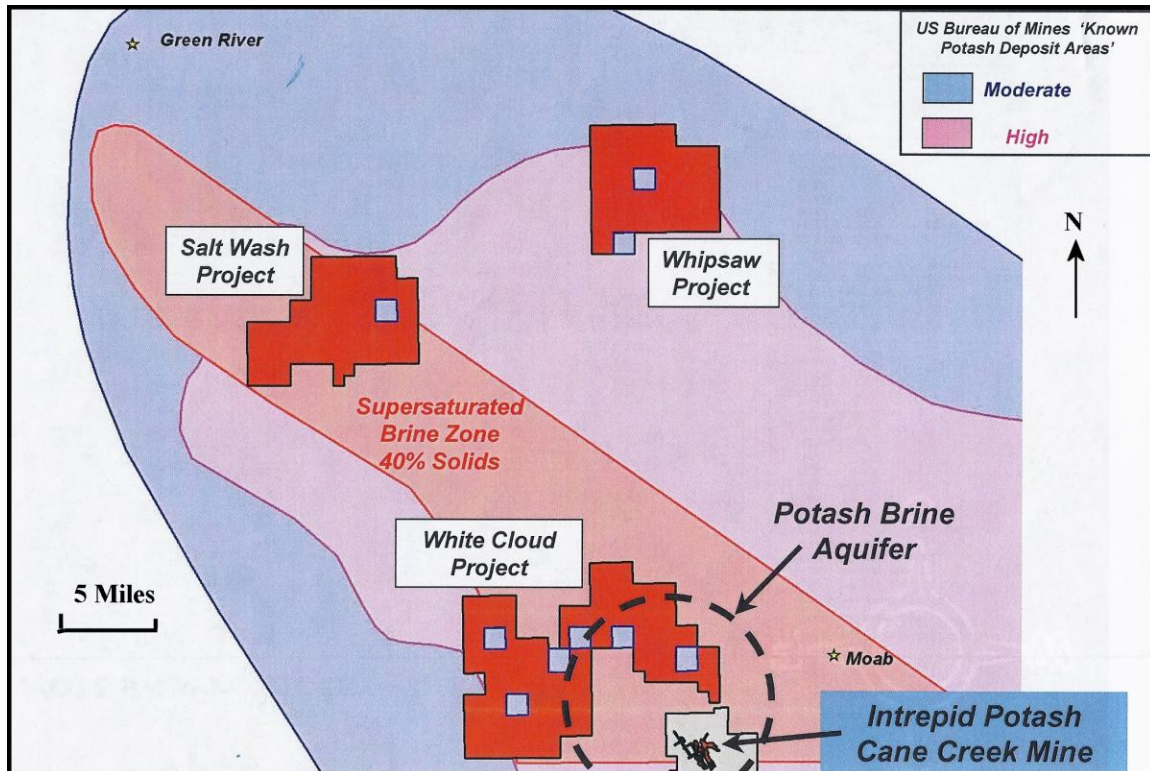 Green River
US Bureau of Mines 'Known
Potash Deposit Areas'
Moderate
High
N
Salt Wash
Project
Whipsaw
Project
Supersaturated
Brine Zone
40% Solids
Potash Brine
Aquifer
White Cloud
Project
5 Miles
Moab
Intrepid Potash
Cane Creek Mine